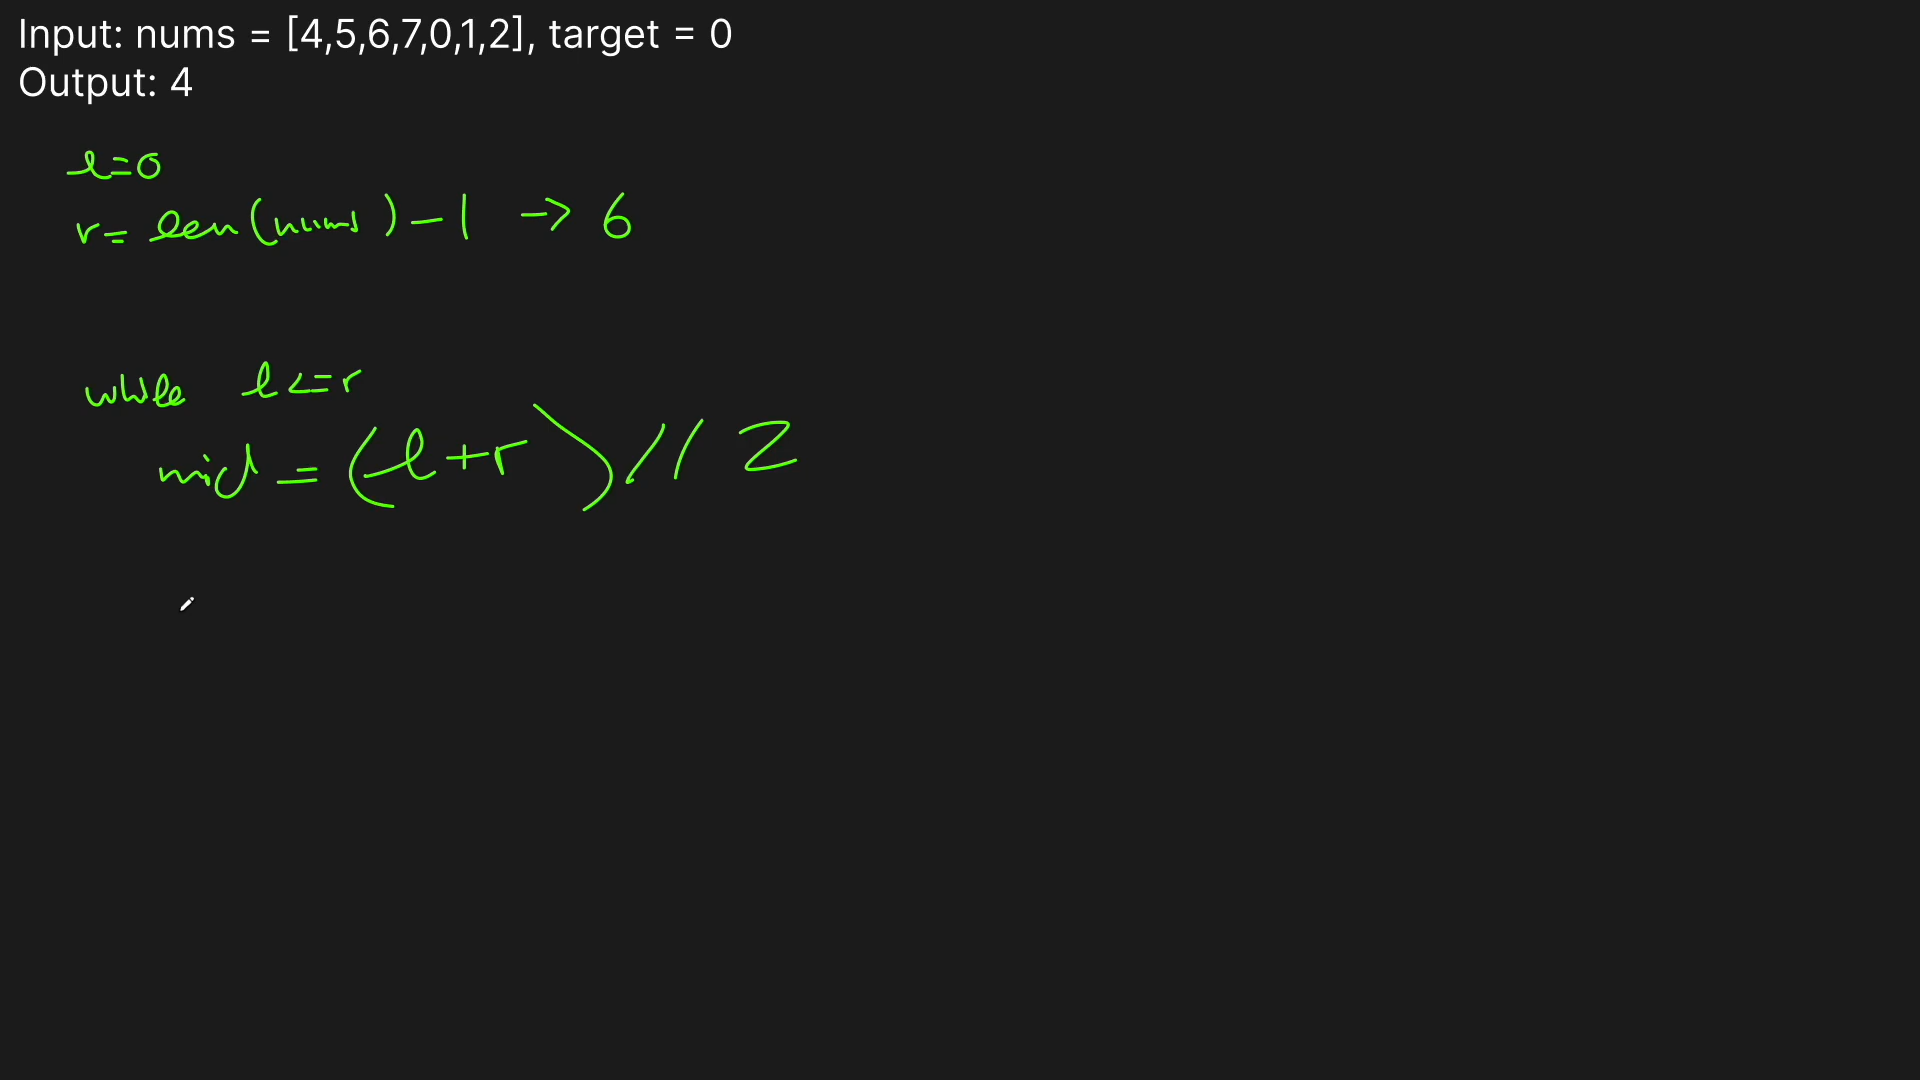 Input: nums = [4,5,6,7,0,1,2], target = 0
Output: 4
l=0
r= len(nums)-1 -> 6
while l<=r
mid = (l+r)//2